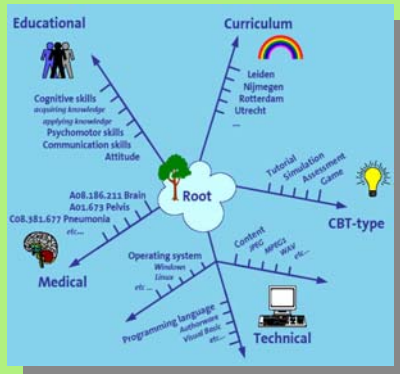 Educational
Cognitive skills
acquiring knowledge
applying knowledge
Psychomotor skills
Communication skills
Attitude
Curriculum
Leiden
Nijmegen
Rotterdam
Utrecht
...
Root
Tutorial
Simulation
Assessment
Game
CBT-type
A08.186.211 Brain
A01.673 Pelvis
C08.381.677 Pneumonia
etc...
Medical
Operating system
Windows
Linux
etc ...
Content
JPEG
MPEG1
WAV
etc...
Programming language
Authorware
Visual Basic
etc...
Technical